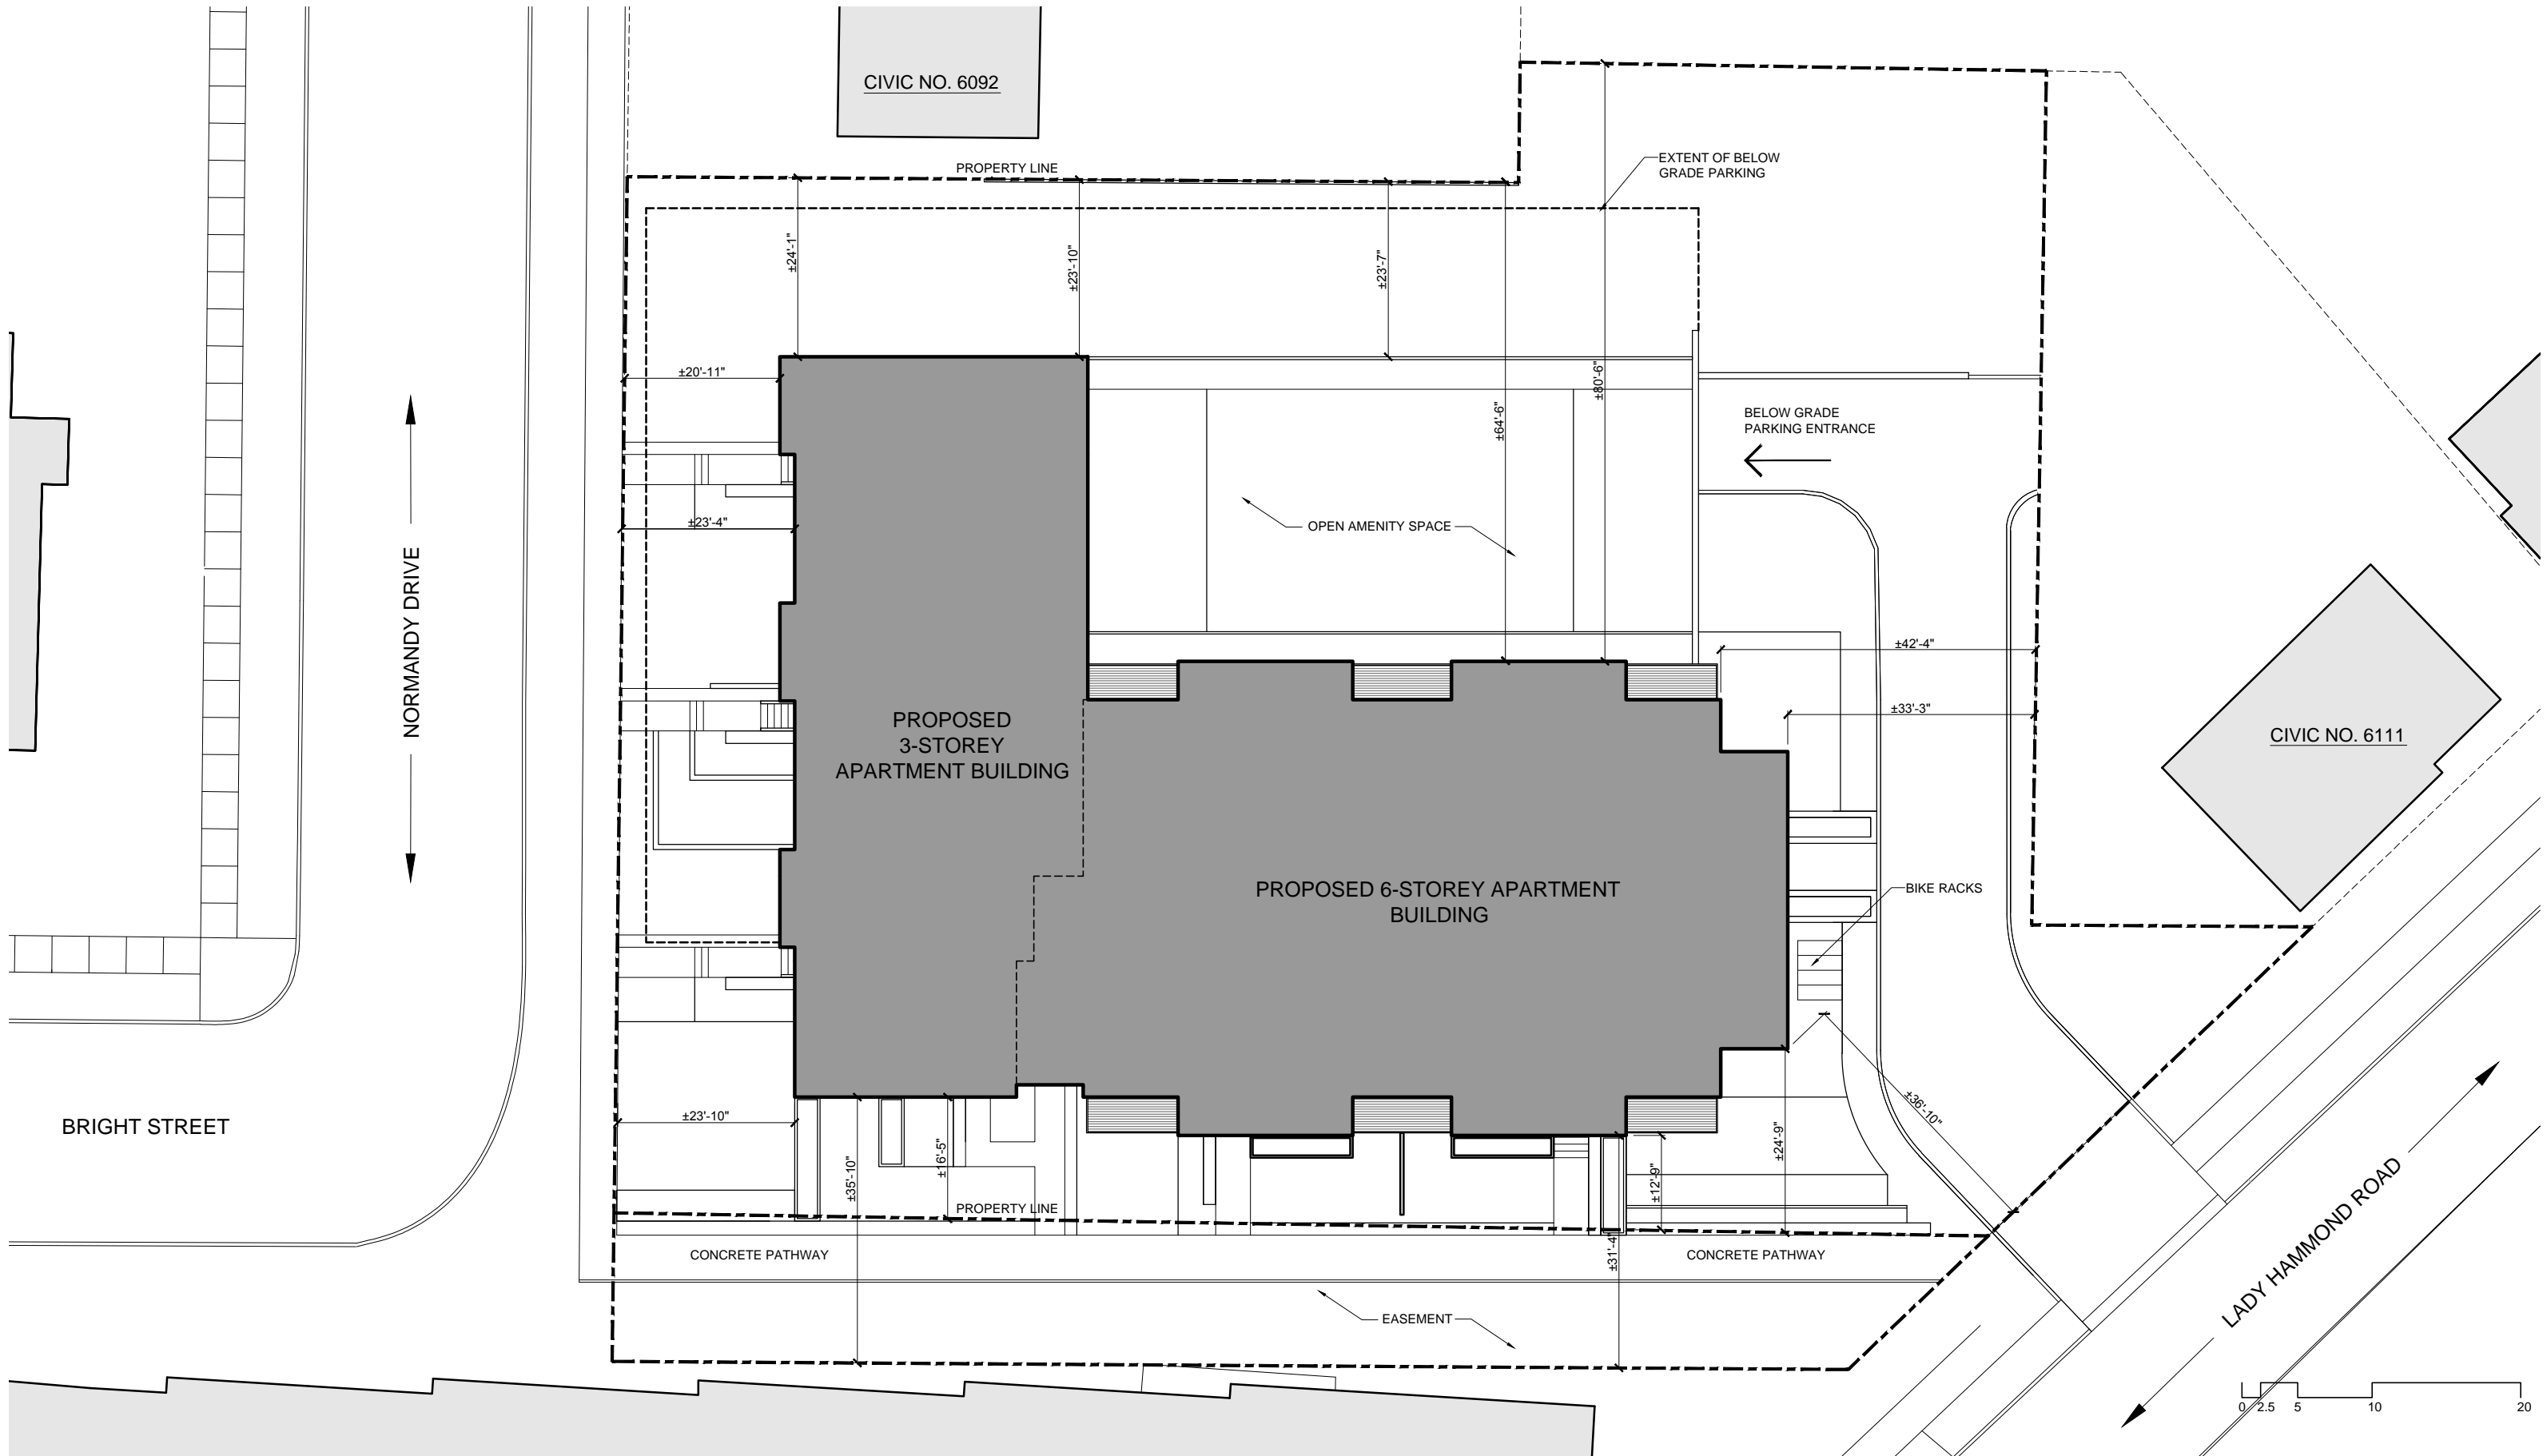 CIVIC NO. 6092
PROPERTY LINE
EXTENT OF BELOW
GRADE PARKING
±24'-1"
±23'-10"
±23'-7"
±20'-11"
±64'-6"
±80'-6"
BELOW GRADE
PARKING ENTRANCE
±23'-4"
OPEN AMENITY SPACE
NORMANDY DRIVE
±42'-4"
±33'-3"
PROPOSED
3-STOREY
APARTMENT BUILDING
CIVIC NO. 6111
PROPOSED 6-STOREY APARTMENT
BUILDING
BIKE RACKS
BRIGHT STREET
±23'-10"
±35'-10"
±16'-5"
±12'-9"
±24'-9"
±36'-10"
PROPERTY LINE
CONCRETE PATHWAY
±31'-4"
CONCRETE PATHWAY
EASEMENT
LADY HAMMOND ROAD
0 2.5 5 10 20